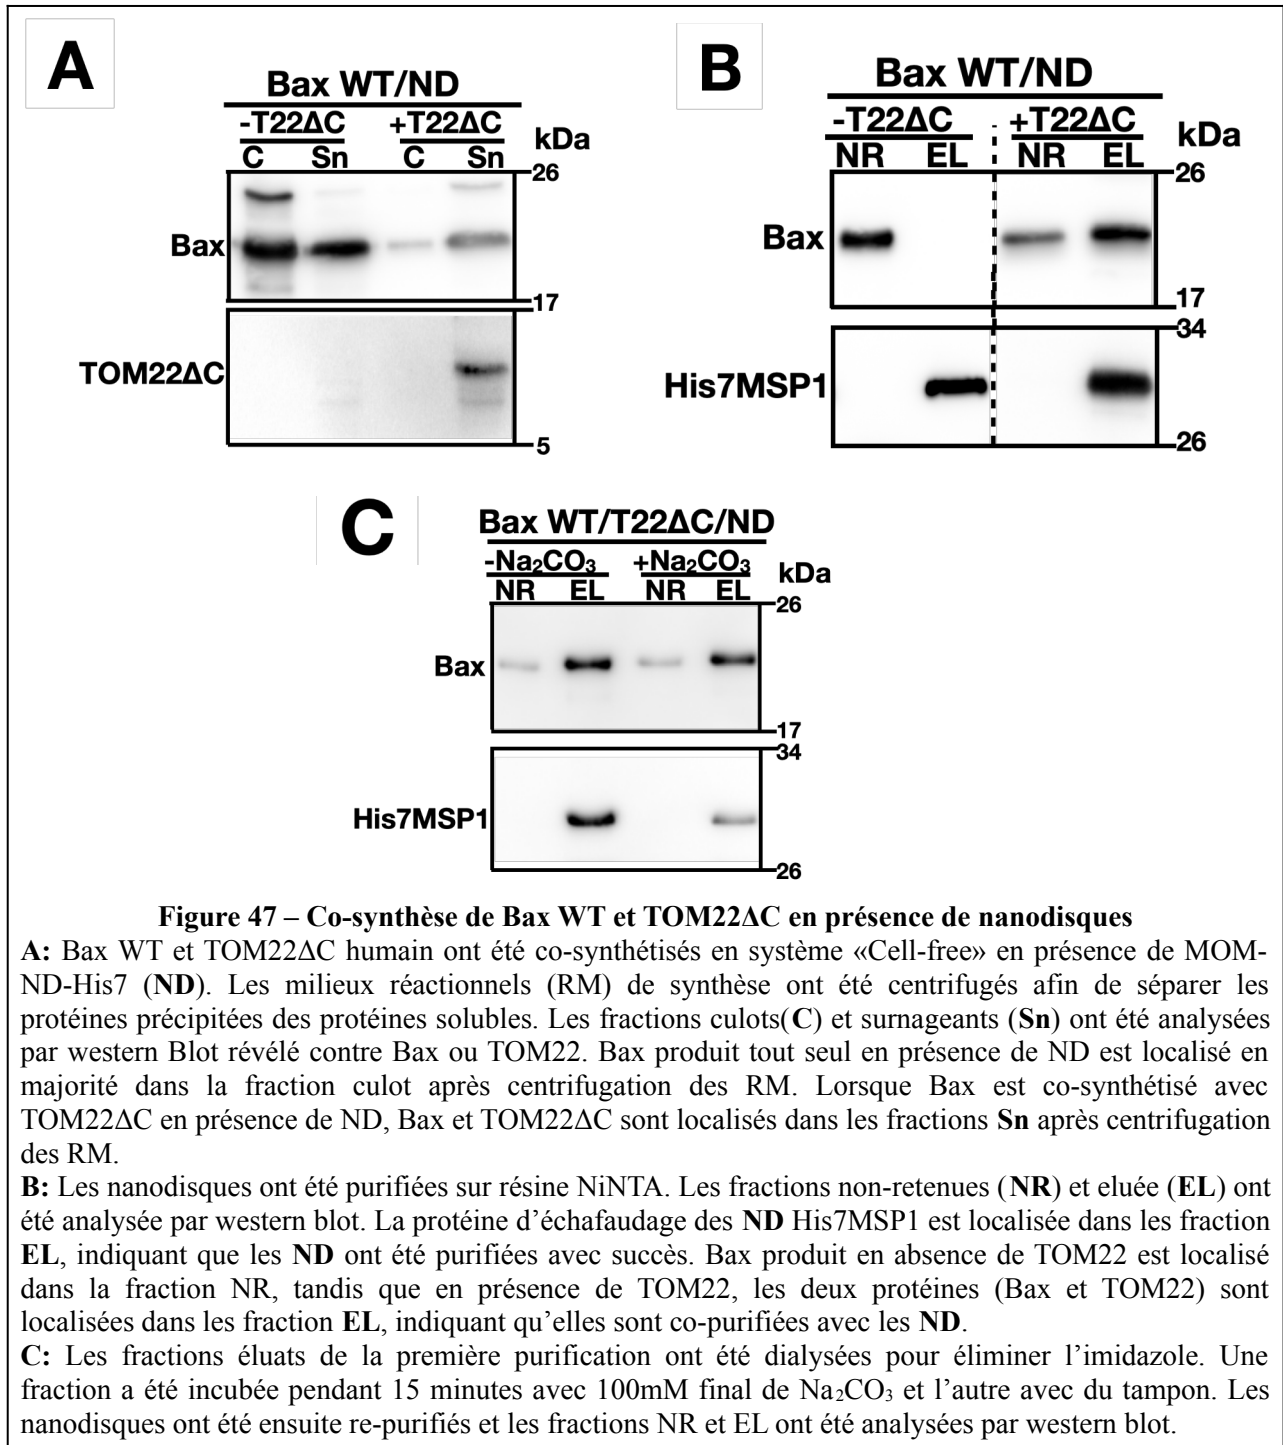 A
Bax WT/ND
-T22ΔC +T22ΔC
C Sn C Sn
kDa
26
Bax
17
TOM22ΔC
5
B
Bax WT/ND
-T22ΔC +T22ΔC
NR EL NR EL
26
Bax
17
34
His7MSP1
26
C
Bax WT/T22ΔC/ND
-Na₂CO₃ +Na₂CO₃
NR EL NR EL
kDa
26
Bax
17
34
His7MSP1
26
Figure 47 – Co-synthèse de Bax WT et TOM22ΔC en présence de nanodisques
A: Bax WT et TOM22ΔC humain ont été co-synthétisés en système «Cell-free» en présence de MOM-
ND-His7 (ND). Les milieux réactionnels (RM) de synthèse ont été centrifugés afin de séparer les
protéines précipitées des protéines solubles. Les fractions culots(C) et surnageants (Sn) ont été analysées
par western Blot révélé contre Bax ou TOM22. Bax produit tout seul en présence de ND est localisé en
majorité dans la fraction culot après centrifugation des RM. Lorsque Bax est co-synthétisé avec
TOM22ΔC en présence de ND, Bax et TOM22ΔC sont localisés dans les fractions Sn après centrifugation
des RM.
B: Les nanodisques ont été purifiées sur résine NiNTA. Les fractions non-retenues (NR) et eluée (EL) ont
été analysée par western blot. La protéine d’échafaudage des ND His7MSP1 est localisée dans les fraction
EL, indiquant que les ND ont été purifiées avec succès. Bax produit en absence de TOM22 est localisé
dans la fraction NR, tandis que en présence de TOM22, les deux protéines (Bax et TOM22) sont
localisées dans les fraction EL, indiquant qu’elles sont co-purifiées avec les ND.
C: Les fractions éluats de la première purification ont été dialysées pour éliminer l’imidazole. Une
fraction a été incubée pendant 15 minutes avec 100mM final de Na₂CO₃ et l’autre avec du tampon. Les
nanodisques ont été ensuite re-purifiés et les fractions NR et EL ont été analysées par western blot.